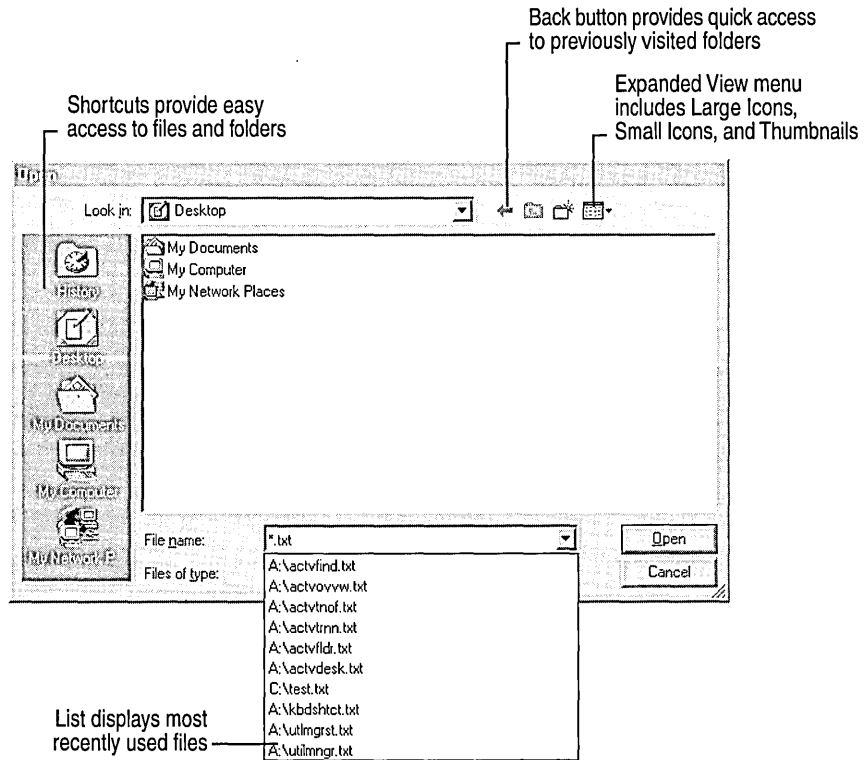 Back button provides quick access
to previously visited folders
Expanded View menu
includes Large Icons,
Small Icons, and Thumbnails
Shortcuts provide easy
access to files and folders
Open
Look in:
Desktop
History
Desktop
My Documents
My Computer
My Network P
My Documents
My Computer
My Network Places
File name:
*.txt
Open
Files of type:
Cancel
A:\actvfind.txt
A:\actvovvw.txt
A:\actvtnof.txt
A:\actvtrnn.txt
A:\actvfldr.txt
A:\actvdesk.txt
C:\test.txt
A:\kbdshtct.txt
A:\utlmgrst.txt
A:\utilmngr.txt
List displays most
recently used files